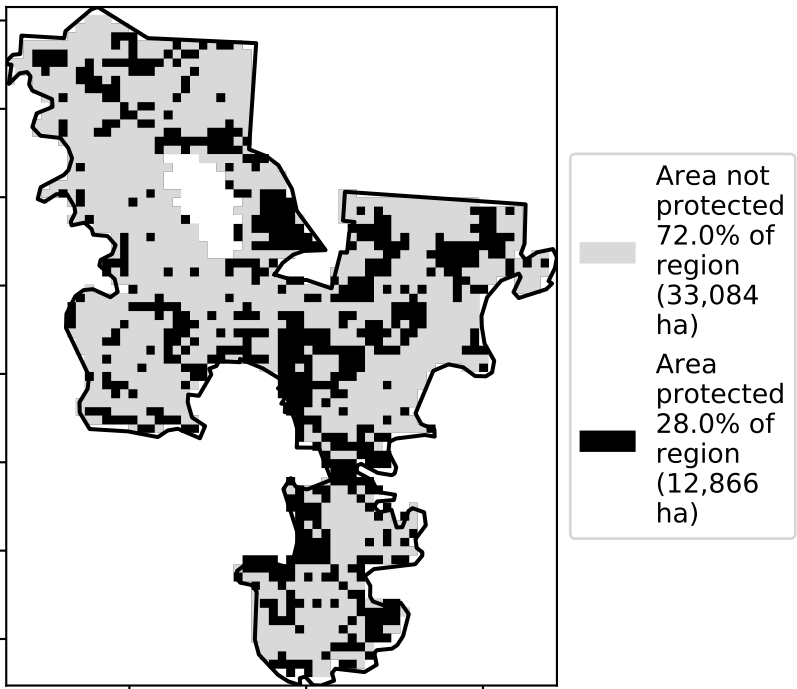 Area not
protected
72.0% of
region
(33,084
ha)
Area
protected
28.0% of
region
(12,866
ha)